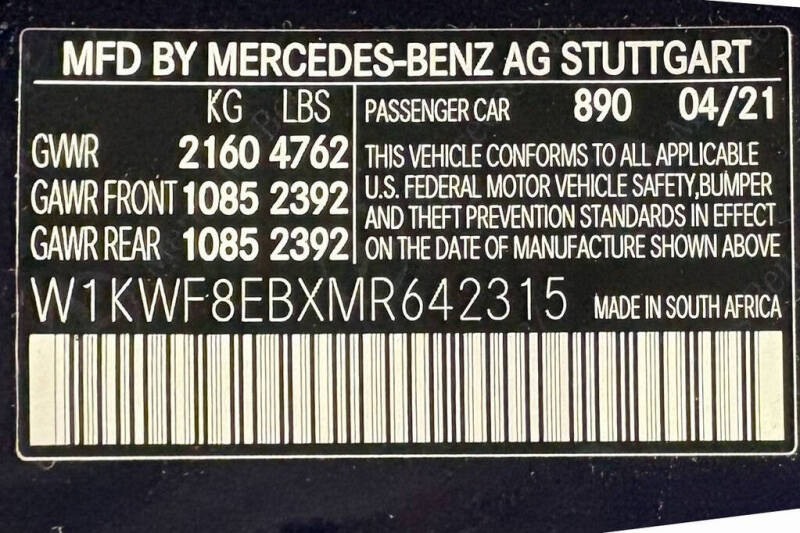 MFD BY MERCEDES-BENZ AG STUTTGART
KG LBS
GVWR 2160 4762
GAWR FRONT 1085 2392
GAWR REAR 1085 2392
PASSENGER CAR 890 04/21
THIS VEHICLE CONFORMS TO ALL APPLICABLE
U.S. FEDERAL MOTOR VEHICLE SAFETY,BUMPER
AND THEFT PREVENTION STANDARDS IN EFFECT
ON THE DATE OF MANUFACTURE SHOWN ABOVE
W1KWF8EBXMR642315 MADE IN SOUTH AFRICA